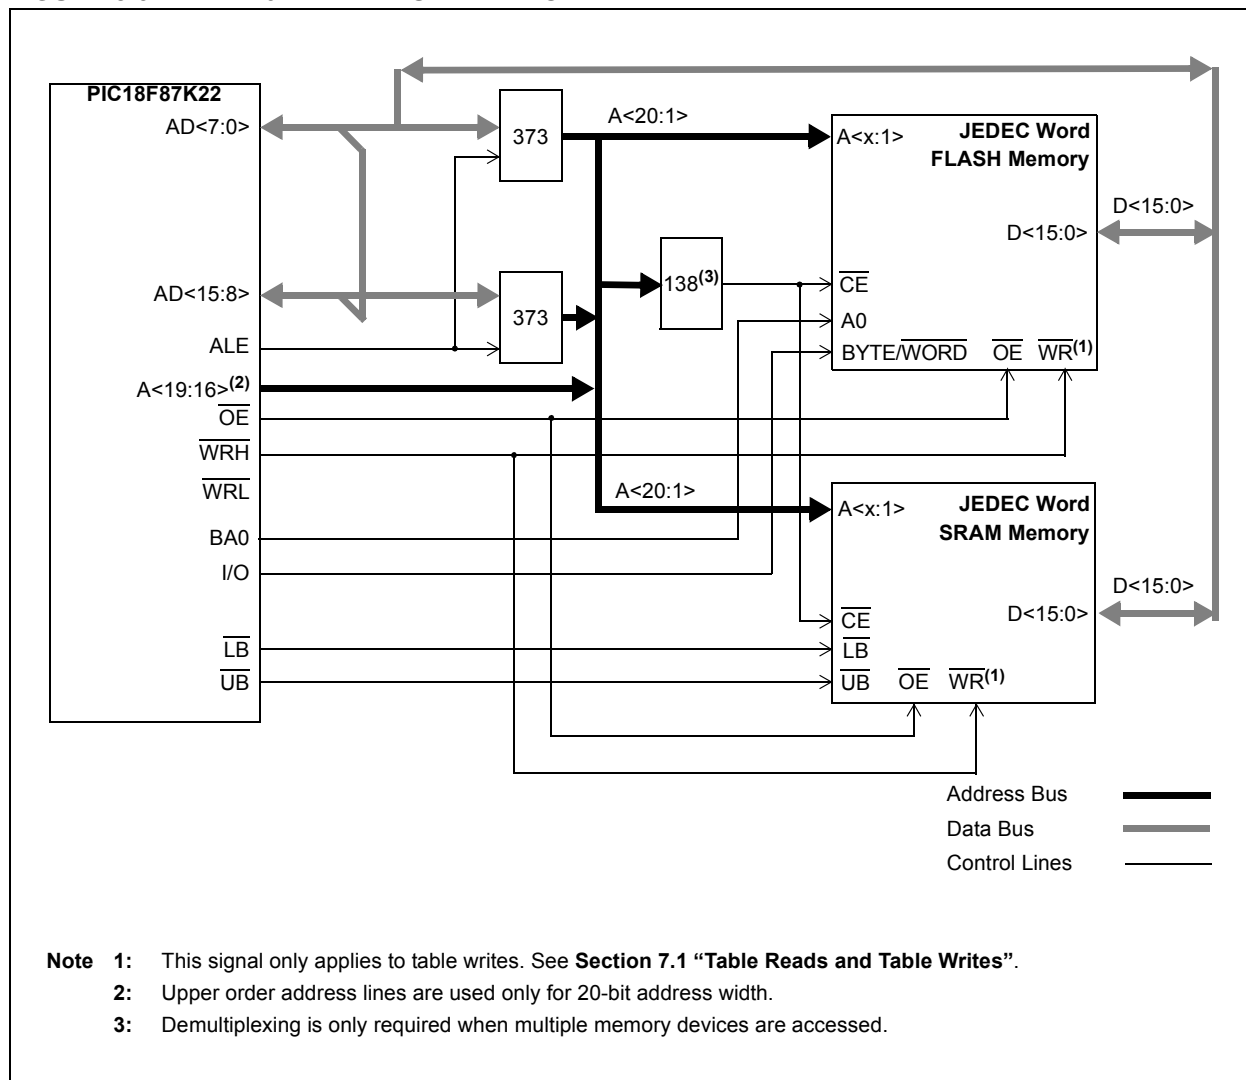 PIC18F87K22
AD<7:0>
AD<15:8>
ALE
A<19:16>(2)
OE
WRH
WRL
BA0
I/O
LB
UB
373
373
138(3)
A<20:1>
A<20:1>
A<x:1>
JEDEC Word
FLASH Memory
D<15:0>
D<15:0>
CE
A0
BYTE/WORD OE WR(1)
A<x:1>
JEDEC Word
SRAM Memory
D<15:0>
D<15:0>
CE
LB
UB OE WR(1)
Address Bus
Data Bus
Control Lines
Note 1: This signal only applies to table writes. See Section 7.1 “Table Reads and Table Writes”.
2: Upper order address lines are used only for 20-bit address width.
3: Demultiplexing is only required when multiple memory devices are accessed.